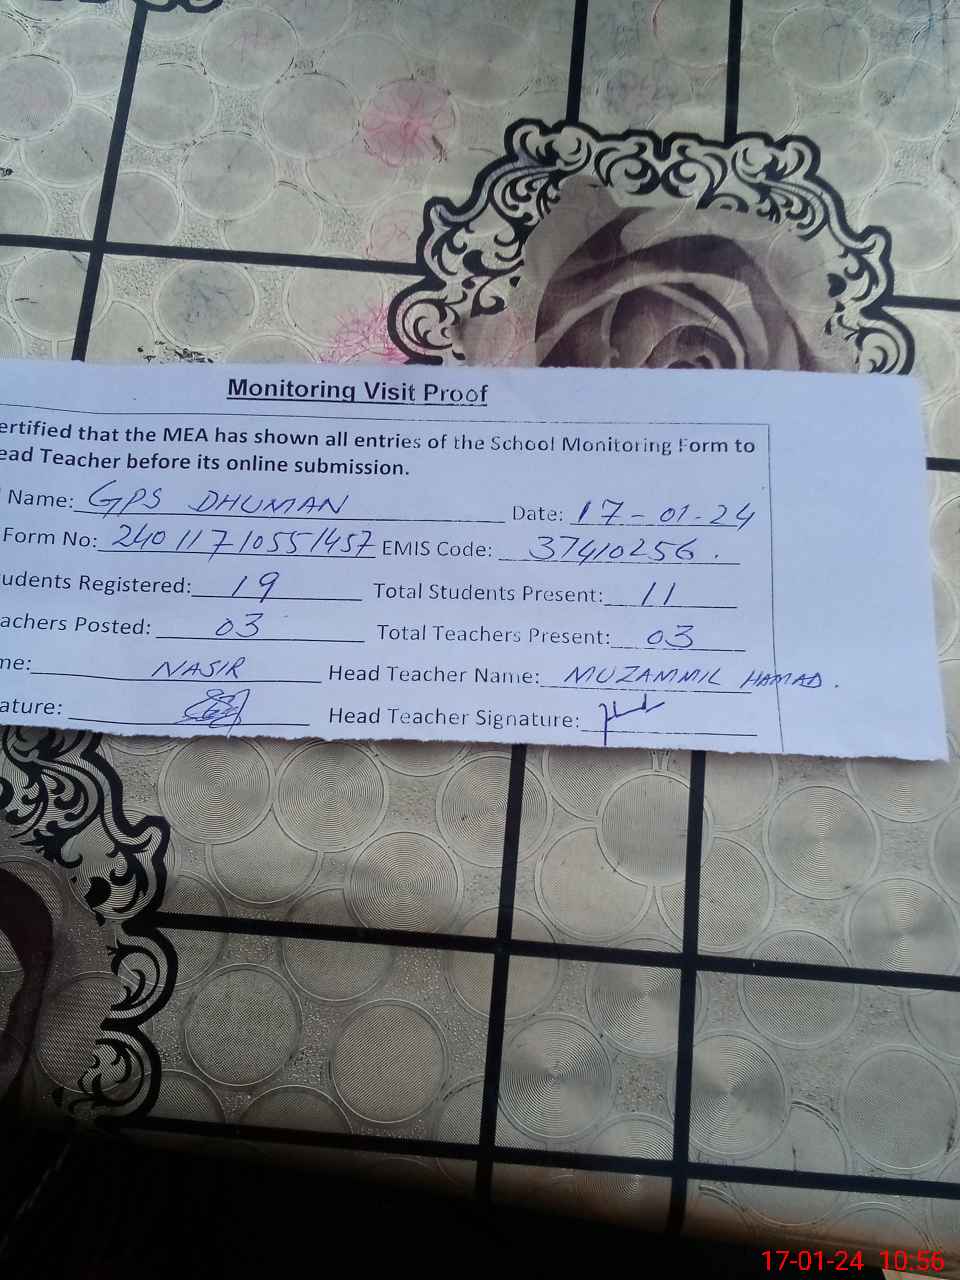 Monitoring Visit Proof
ertified that the MEA has shown all entries of the School Monitoring Form to
ead Teacher before its online submission.
Name: GPS DHUMAN Date: 17-01-24
Form No: 24011710551457 EMIS Code: 37410256.
udents Registered: 19 Total Students Present: 11
achers Posted: 03 Total Teachers Present: 03
me: NASIR Head Teacher Name: MUZAMMIL HAMAD.
ature: Head Teacher Signature:
17-01-24 10:56